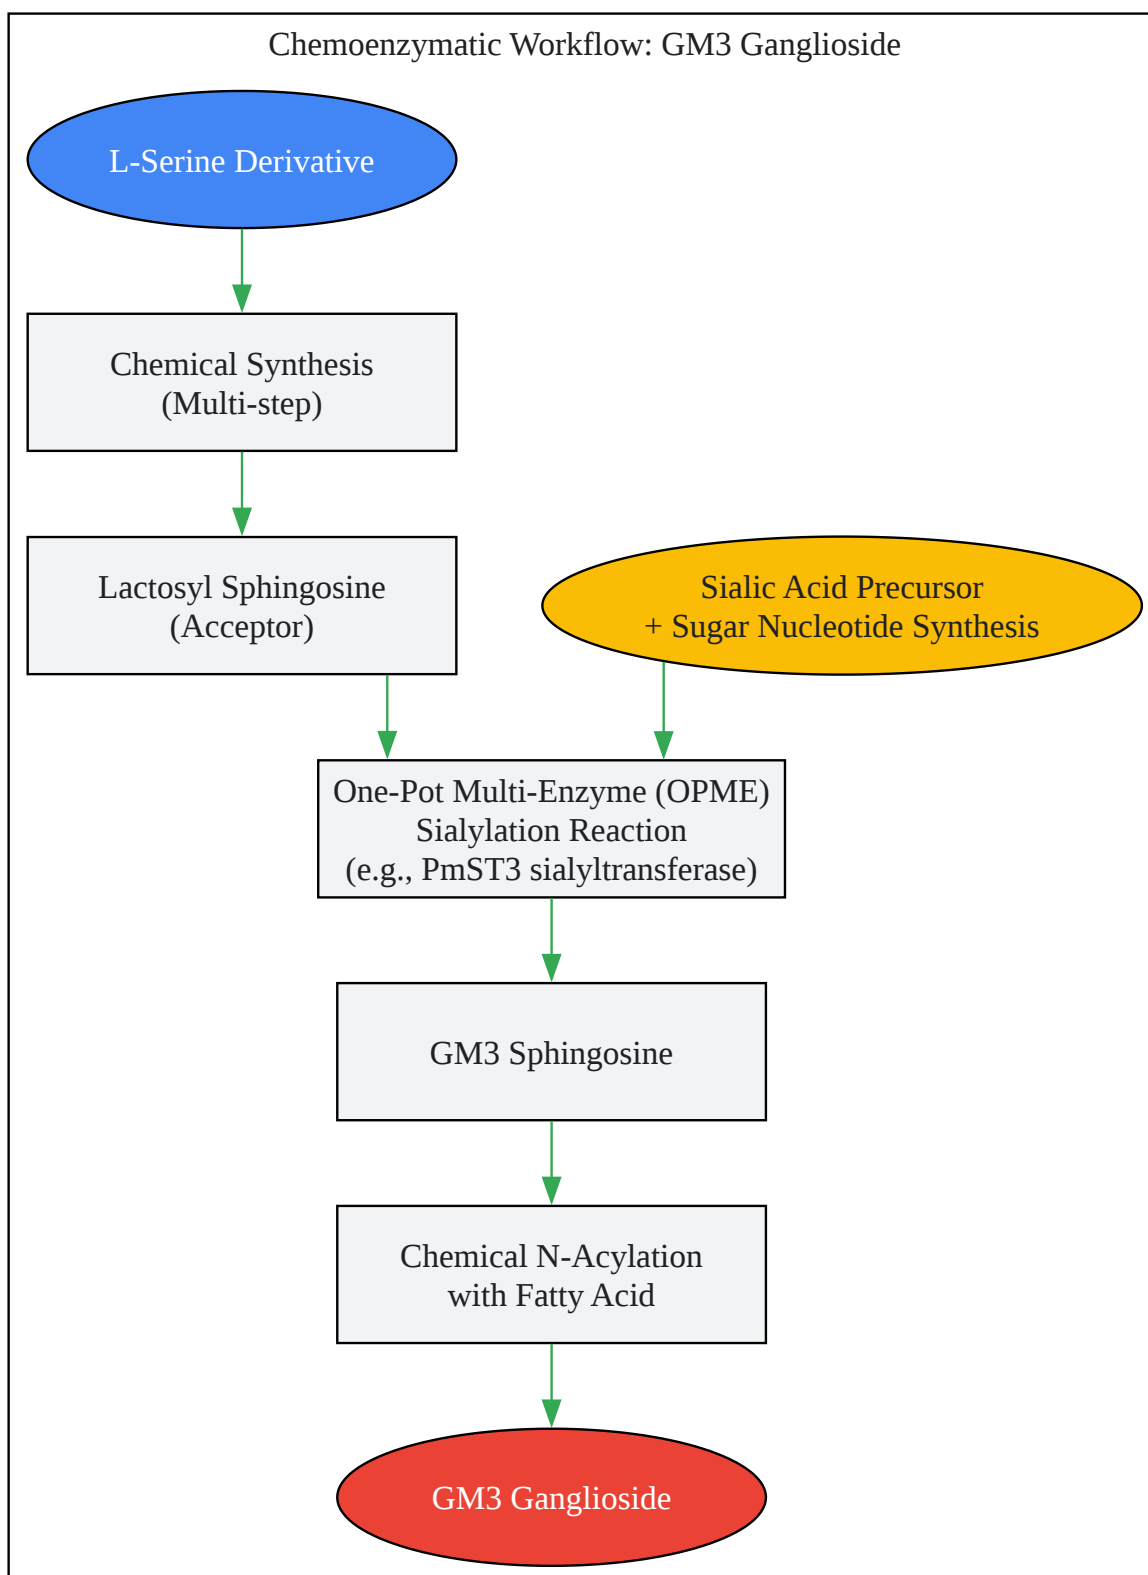 Chemoenzymatic Workflow: GM3 Ganglioside
L-Serine Derivative
Chemical Synthesis
(Multi-step)
Lactosyl Sphingosine
(Acceptor)
Sialic Acid Precursor
+ Sugar Nucleotide Synthesis
One-Pot Multi-Enzyme (OPME)
Sialylation Reaction
(e.g., PmST3 sialyltransferase)
GM3 Sphingosine
Chemical N-Acylation
with Fatty Acid
GM3 Ganglioside